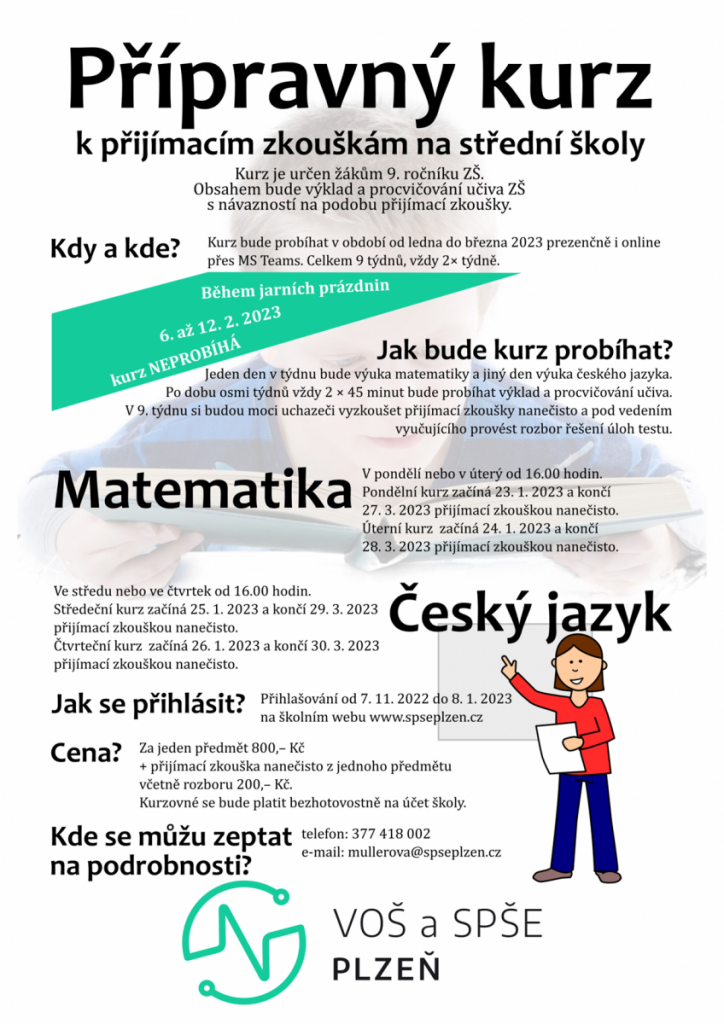 Přípravný kurz
k přijímacím zkouškám na střední školy
Kurz je určen žákům 9. ročníku ZŠ.
Obsahem bude výklad a procvičování učiva ZŠ
s návazností na podobu přijímací zkoušky.
Kdy a kde?
Kurz bude probíhat v období od ledna do března 2023 prezenčně i online
přes MS Teams. Celkem 9 týdnů, vždy 2× týdně.
Během jarních prázdnin
6. až 12. 2. 2023
kurz NEPROBÍHÁ
Jak bude kurz probíhat?
Jeden den v týdnu bude výuka matematiky a jiný den výuka českého jazyka.
Po dobu osmi týdnů vždy 2 × 45 minut bude probíhat výklad a procvičování učiva.
V 9. týdnu si budou moci uchazeči vyzkoušet přijímací zkoušky nanečisto a pod vedením
vyučujícího provést rozbor řešení úloh testu.
Matematika
V pondělí nebo v úterý od 16.00 hodin.
Pondělní kurz začíná 23. 1. 2023 a končí
27. 3. 2023 přijímací zkouškou nanečisto.
Úterní kurz začíná 24. 1. 2023 a končí
28. 3. 2023 přijímací zkouškou nanečisto.
Ve středu nebo ve čtvrtek od 16.00 hodin.
Středeční kurz začíná 25. 1. 2023 a končí 29. 3. 2023
přijímací zkouškou nanečisto.
Čtvrteční kurz začíná 26. 1. 2023 a končí 30. 3. 2023
přijímací zkouškou nanečisto.
Český jazyk
Jak se přihlásit?
Přihlašování od 7. 11. 2022 do 8. 1. 2023
na školním webu www.spseplzen.cz
Cena?
Za jeden předmět 800,– Kč
+ přijímací zkouška nanečisto z jednoho předmětu
včetně rozboru 200,– Kč.
Kurzovné se bude platit bezhotovostně na účet školy.
Kde se můžu zeptat
na podrobnosti?
telefon: 377 418 002
e-mail: mullerova@spseplzen.cz
VOŠ a SPŠE
PLZEŇ